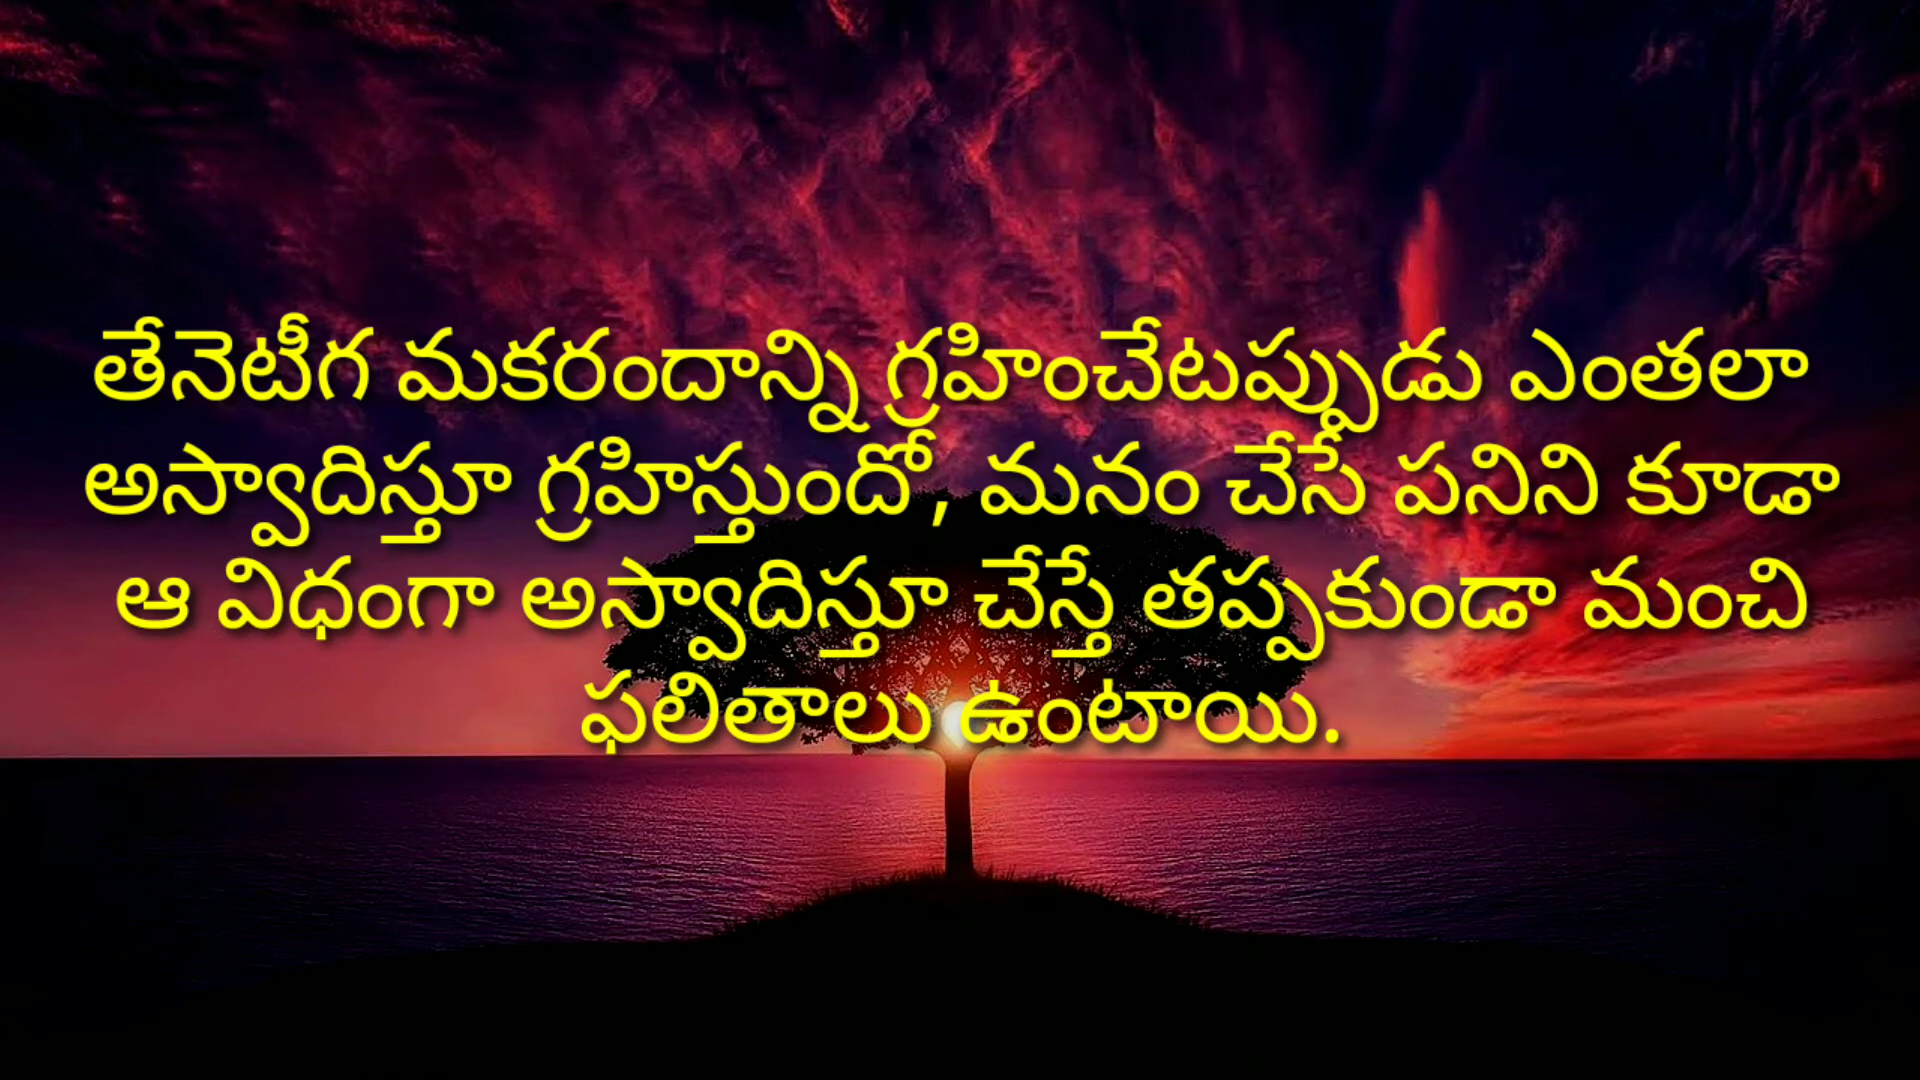 తేనెటీగ మకరందాన్ని గ్రహించేటప్పుడు ఎంతలా
అస్వాదిస్తూ గ్రహిస్తుందో, మనం చేసే పనిని కూడా
ఆ విధంగా అస్వాదిస్తూ చేస్తే తప్పకుండా మంచి
ఫలితాలు ఉంటాయి.